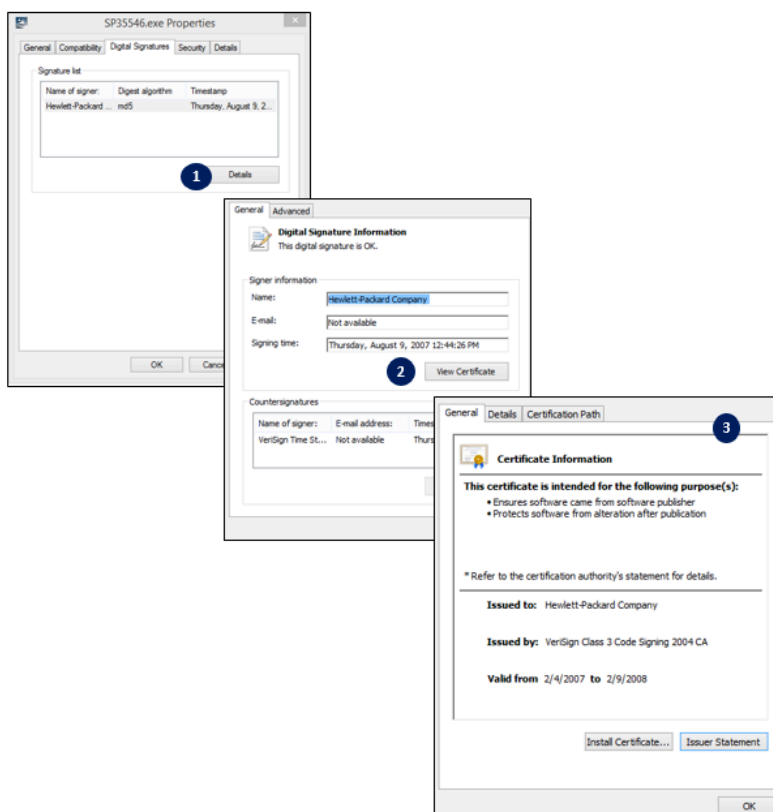 SP35546.exe Properties
General Compatibility Digital Signatures Security Details
Signature list
Name of signer: Digest algorithm Timestamp
Hewlett-Packard ... md5 Thursday, August 9, 2...
1 Details
OK Cance
General Advanced
Digital Signature Information
This digital signature is OK.
Signer information
Name: Hewlett-Packard Company
E-mail: Not available
Signing time: Thursday, August 9, 2007 12:44:26 PM
2 View Certificate
Countersignatures
Name of signer: E-mail address: Times
VeriSign Time St... Not available Thurs
General Details Certification Path
3
Certificate Information
This certificate is intended for the following purpose(s):
• Ensures software came from software publisher
• Protects software from alteration after publication
* Refer to the certification authority's statement for details.
Issued to: Hewlett-Packard Company
Issued by: VeriSign Class 3 Code Signing 2004 CA
Valid from 2/4/2007 to 2/9/2008
Install Certificate... Issuer Statement
OK